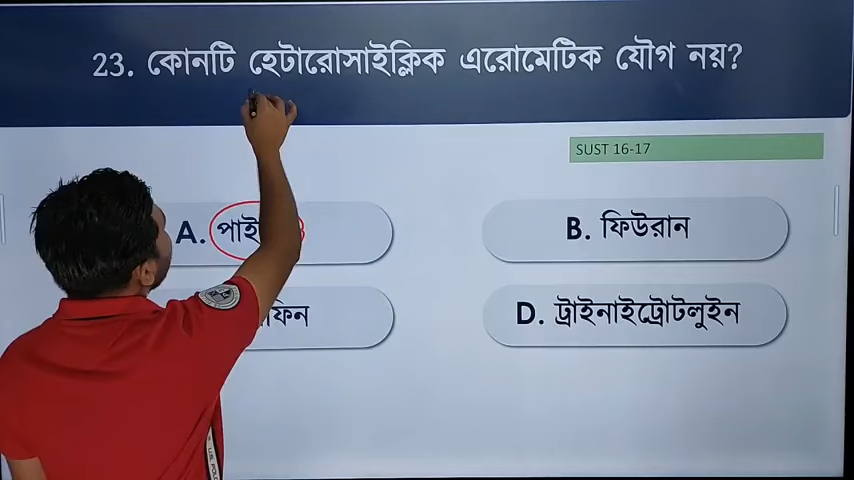 23. কোনটি হেটারোসাইক্লিক এরোমেটিক যৌগ নয়?
SUST 16-17
A.
B. ফিউরান
D. ট্রাইনাইট্রোটলুইন